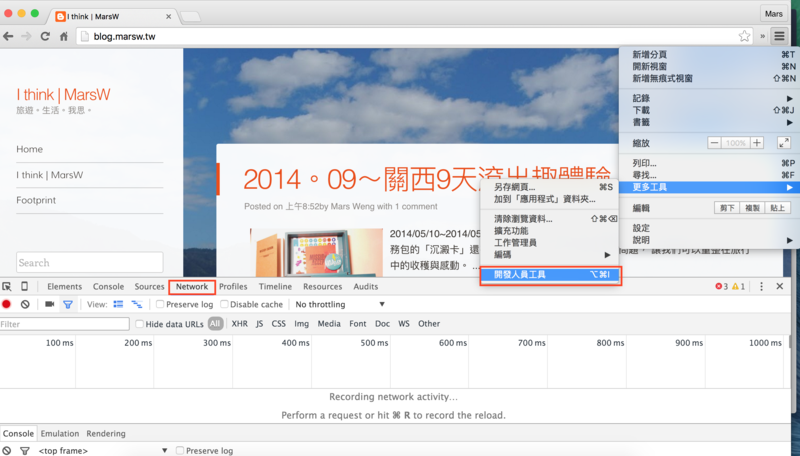 I think | MarsW
Mars
blog.marsw.tw
»
I think | MarsW
旅遊。生活。我思。
Home
I think | MarsW
Footprint
Search
2014。09～關西9天滾出趣體驗
Posted on 上午8:52by Mars Weng with 1 comment
2014/05/10~2014/05
務包的「沉澱卡」還
中的收穫與感動。 ...
問題， 讓我們可以重整在旅行
新增分頁 ⌘T
開新視窗 ⌘N
新增無痕式視窗 ⇧⌘N
記錄 ▶
下載 ⇧⌘J
書籤 ▶
縮放 — 100% +
列印... ⌘P
尋找... ⌘F
更多工具 ▶
編輯 剪下 複製 貼上
設定
說明 ▶
另存網頁... ⌘S
加到「應用程式」資料夾...
清除瀏覽資料... ⇧⌘⌫
擴充功能
工作管理員
編碼 ▶
開發人員工具 ⌥⌘I
Elements Console Sources Network Profiles Timeline Resources Audits 3 1
View: Preserve log Disable cache No throttling ▼
Filter Hide data URLs All XHR JS CSS Img Media Font Doc WS Other
100 ms 200 ms 300 ms 400 ms 500 ms 600 ms 700 ms 800 ms 900 ms 1000 ms
Recording network activity…
Perform a request or hit ⌘ R to record the reload.
Console Emulation Rendering
<top frame> ▼ Preserve log